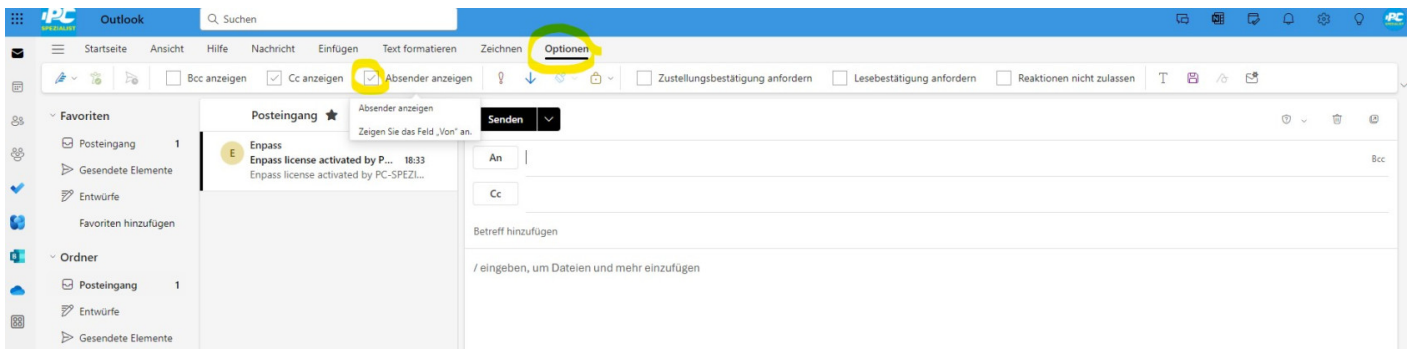 PC
SPEZIALIST
Outlook
Suchen
PC
Startseite Ansicht Hilfe Nachricht Einfügen Text formatieren Zeichnen Optionen
Bcc anzeigen Cc anzeigen Absender anzeigen Zustellungsbestätigung anfordern Lesebestätigung anfordern Reaktionen nicht zulassen
Absender anzeigen
Zeigen Sie das Feld „Von“ an.
Favoriten
Posteingang 1
Gesendete Elemente
Entwürfe
Favoriten hinzufügen
Ordner
Posteingang 1
Entwürfe
Gesendete Elemente
Posteingang
E
Enpass
Enpass license activated by P... 18:33
Enpass license activated by PC-SPEZI...
Senden
An
Bcc
Cc
Betreff hinzufügen
/ eingeben, um Dateien und mehr einzufügen